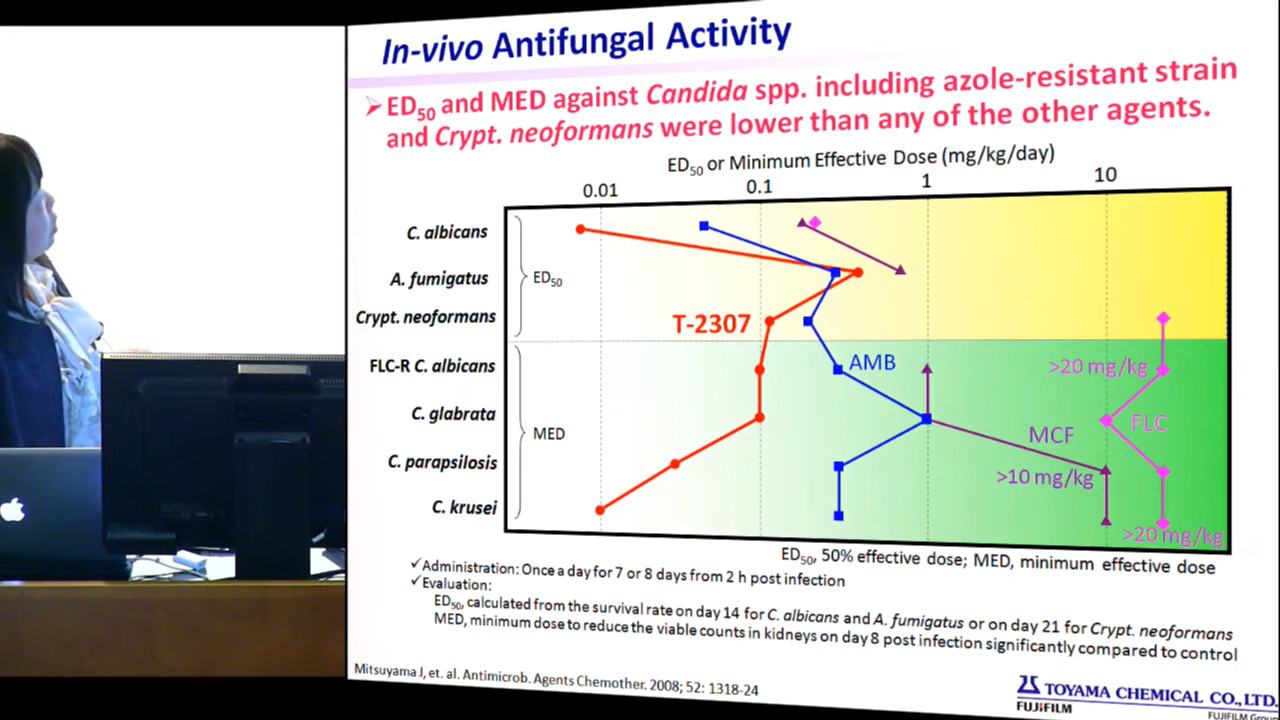 In-vivo Antifungal Activity
➢ED50 and MED against Candida spp. including azole-resistant strain
and Crypt. neoformans were lower than any of the other agents.
ED50 or Minimum Effective Dose (mg/kg/day)
0.01 0.1 1 10
C. albicans
A. fumigatus
ED50
Crypt. neoformans
T-2307
FLC-R C. albicans
AMB
>20 mg/kg
C. glabrata
FLC
MED
MCF
C. parapsilosis
>10 mg/kg
C. krusei
>20 mg/kg
ED50, 50% effective dose; MED, minimum effective dose
✓Administration: Once a day for 7 or 8 days from 2 h post infection
✓Evaluation:
ED50, calculated from the survival rate on day 14 for C. albicans and A. fumigatus or on day 21 for Crypt. neoformans
MED, minimum dose to reduce the viable counts in kidneys on day 8 post infection significantly compared to control
Mitsuyama J, et. al. Antimicrob. Agents Chemother. 2008; 52: 1318-24
TOYAMA CHEMICAL CO., LTD.
FUJIFILM
FUJIFILM Group